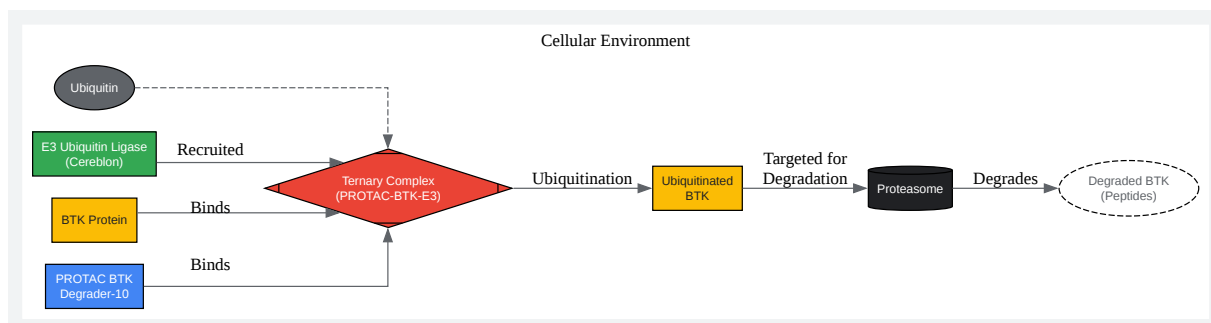 Cellular Environment
Ubiquitin
E3 Ubiquitin Ligase
(Cereblon)
Recruited
BTK Protein
Binds
PROTAC BTK
Degrader-10
Binds
Ternary Complex
(PROTAC-BTK-E3)
Ubiquitination
Ubiquitinated
BTK
Targeted for
Degradation
Proteasome
Degrades
Degraded BTK
(Peptides)